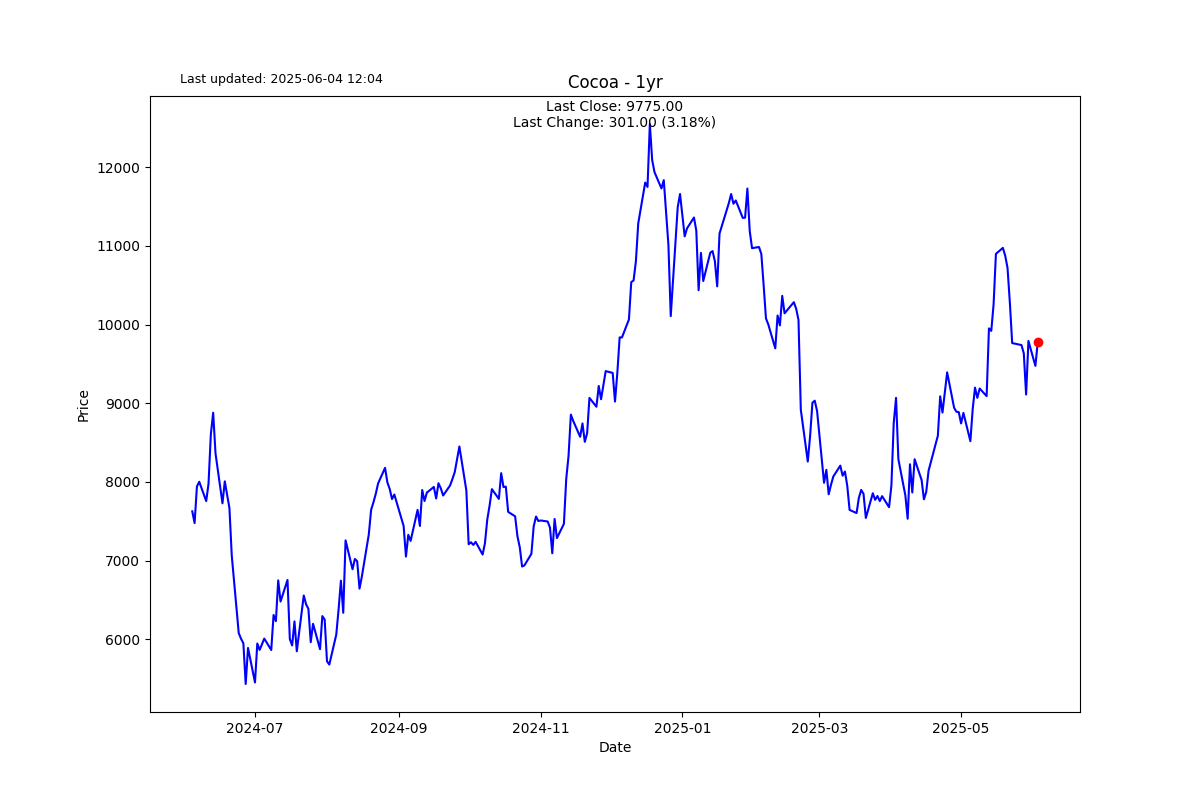 Last updated: 2025-06-04 12:04
Cocoa - 1yr
Last Close: 9775.00
Last Change: 301.00 (3.18%)
12000
11000
10000
9000
8000
7000
6000
Price
2024-07
2024-09
2024-11
2025-01
2025-03
2025-05
Date